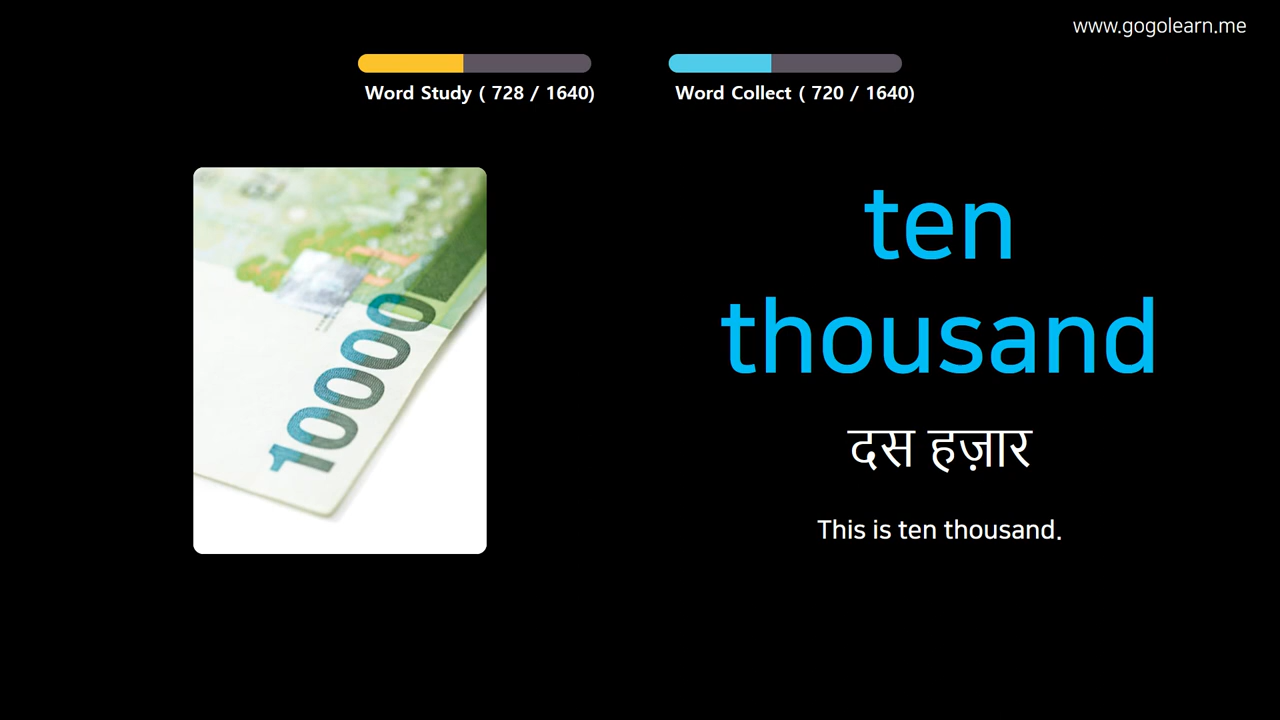 www.gogolearn.me
Word Study ( 728 / 1640)
Word Collect ( 720 / 1640)
10000
ten
thousand
दस हज़ार
This is ten thousand.